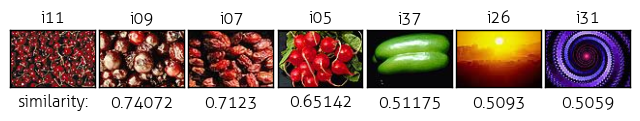 i11 i09 i07 i05 i37 i26 i31
similarity: 0.74072 0.7123 0.65142 0.51175 0.5093 0.5059